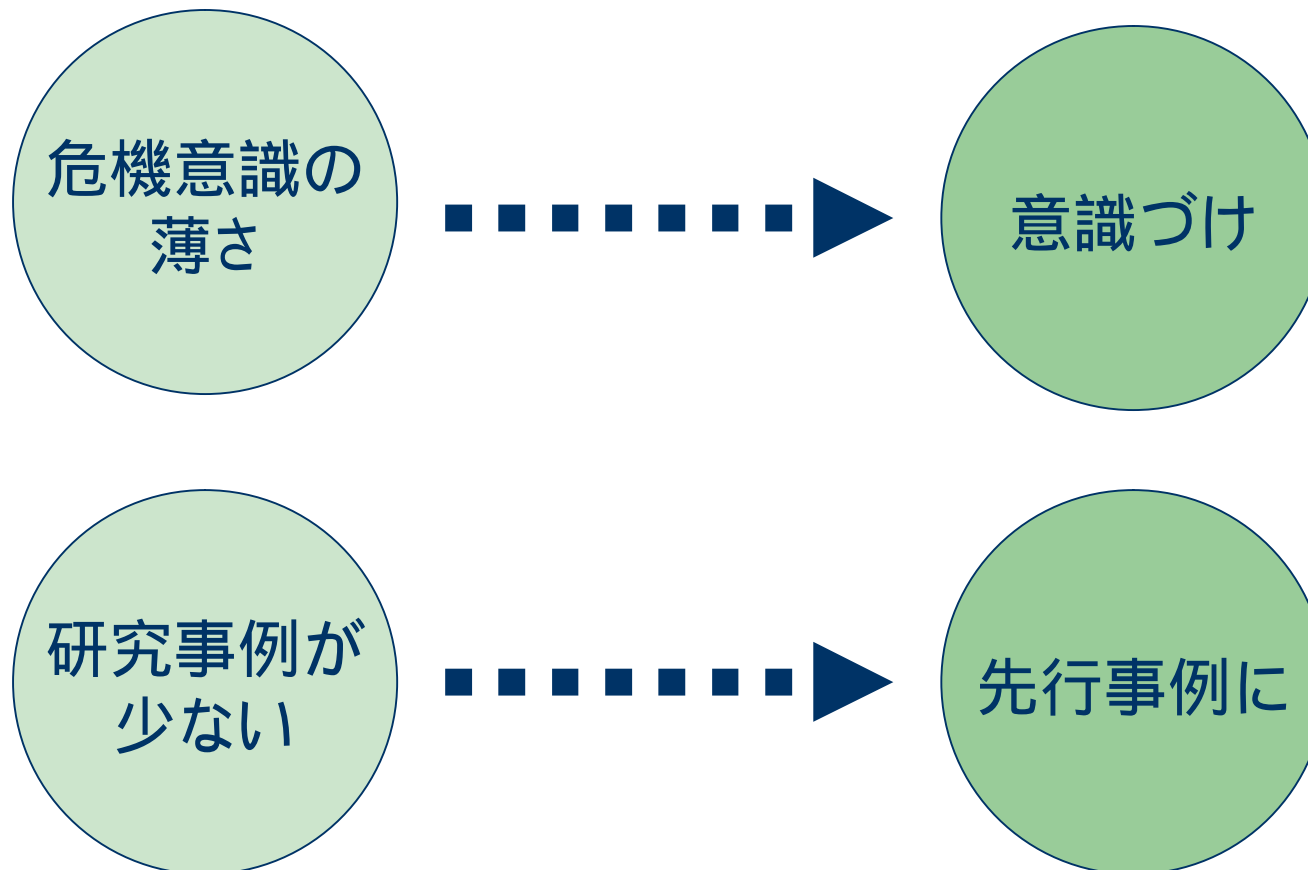 危機意識の
薄さ
意識づけ
研究事例が
少ない
先行事例に